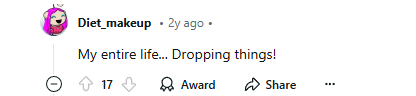 Diet_makeup • 2y ago •
My entire life... Dropping things!
17 Award Share ...